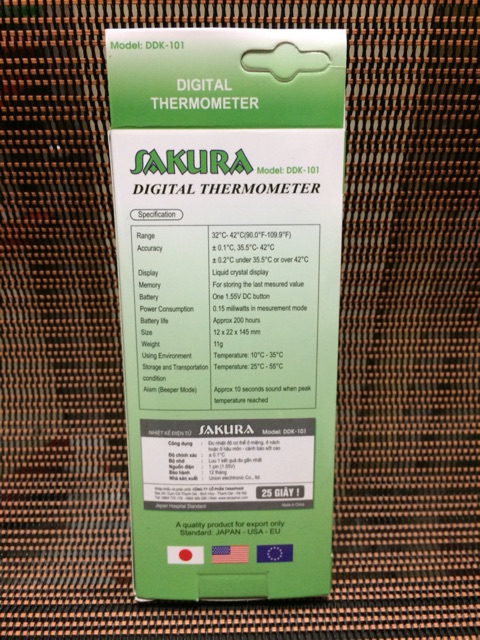 Model: DDK-101
DIGITAL
THERMOMETER
SAKURA Model: DDK-101
DIGITAL THERMOMETER
Specification
Range 32°C- 42°C(90.0°F-109.9°F)
Accuracy ± 0.1°C, 35.5°C- 42°C
± 0.2°C under 35.5°C or over 42°C
Display Liquid crystal display
Memory For storing the last mesured value
Battery One 1.55V DC button
Power Consumption 0.15 miliwatts in mesurement mode
Battery life Approx 200 hours
Size 12 x 22 x 145 mm
Weight 11g
Using Environment Temperature: 10°C - 35°C
Storage and Transportation Temperature: 25°C - 55°C
condition
Alarn (Beeper Mode) Approx 10 seconds sound when peak
temperature reached
NHIỆT KẾ ĐIỆN TỬ SAKURA Model: DDK-101
Công dụng : Đo nhiệt độ cơ thể ở miệng, ở nách
hoặc ở hậu môn - cảnh báo sốt cao.
Độ chính xác : ± 0.1°C
Bộ nhớ : Lưu 1 kết quả đo gần nhất
Nguồn điện : 1 pin (1.55V)
Bảo hành : 12 tháng
Nhà sản xuất : Union electrtronic Co., ltd
25 GIÂY !
Japan Hospital Standard Made in China
A quality product for export only
Standard: JAPAN - USA - EU